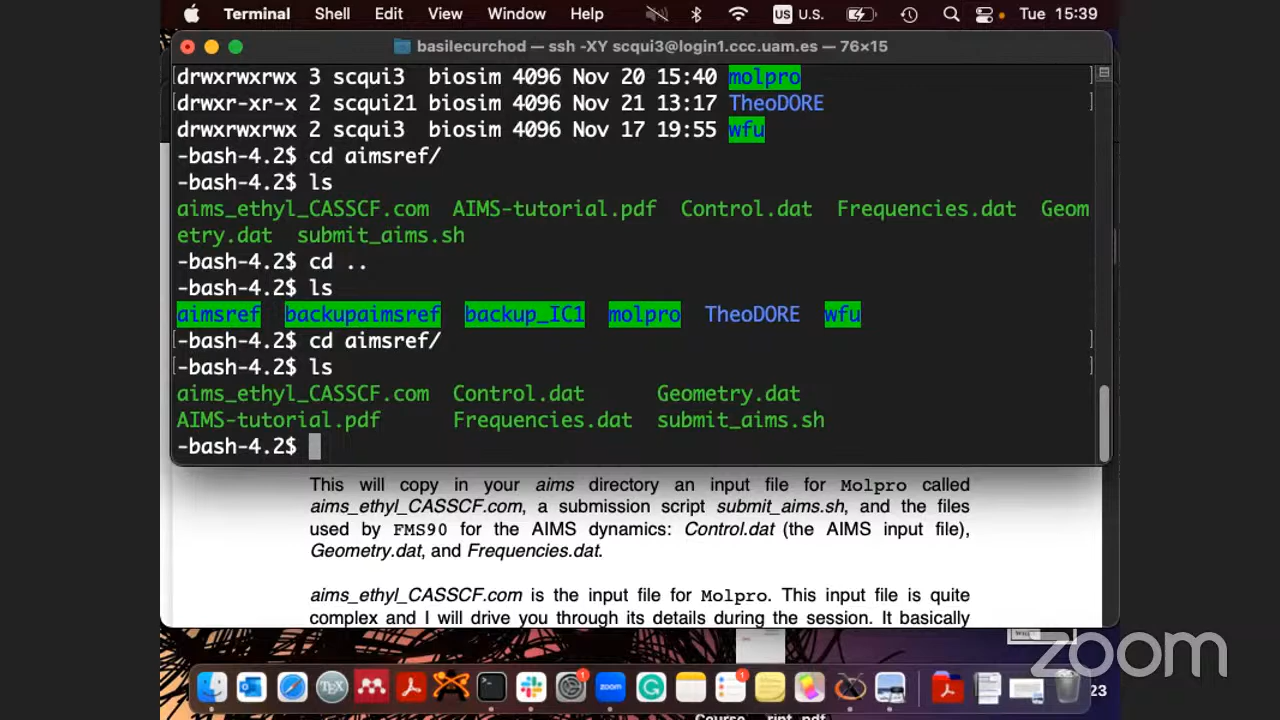 Terminal Shell Edit View Window Help US U.S. Tue 15:39
basilecurchod — ssh -XY scqui3@login1.ccc.uam.es — 76×15
drwxrwxrwx 3 scqui3  biosim 4096 Nov 20 15:40 molpro
drwxr-xr-x 2 scqui21 biosim 4096 Nov 21 13:17 TheoDORE
drwxrwxrwx 2 scqui3  biosim 4096 Nov 17 19:55 wfu
-bash-4.2$ cd aimsref/
-bash-4.2$ ls
aims_ethyl_CASSCF.com  AIMS-tutorial.pdf  Control.dat  Frequencies.dat  Geom
etry.dat  submit_aims.sh
-bash-4.2$ cd ..
-bash-4.2$ ls
aimsref  backupaimsref  backup_IC1  molpro  TheoDORE  wfu
-bash-4.2$ cd aimsref/
-bash-4.2$ ls
aims_ethyl_CASSCF.com  Control.dat      Geometry.dat
AIMS-tutorial.pdf      Frequencies.dat  submit_aims.sh
-bash-4.2$
This will copy in your aims directory an input file for Molpro called
aims_ethyl_CASSCF.com, a submission script submit_aims.sh, and the files
used by FMS90 for the AIMS dynamics: Control.dat (the AIMS input file),
Geometry.dat, and Frequencies.dat.
aims_ethyl_CASSCF.com is the input file for Molpro. This input file is quite
complex and I will drive you through its details during the session. It basically
zoom
TEX
1
zoom
1
23